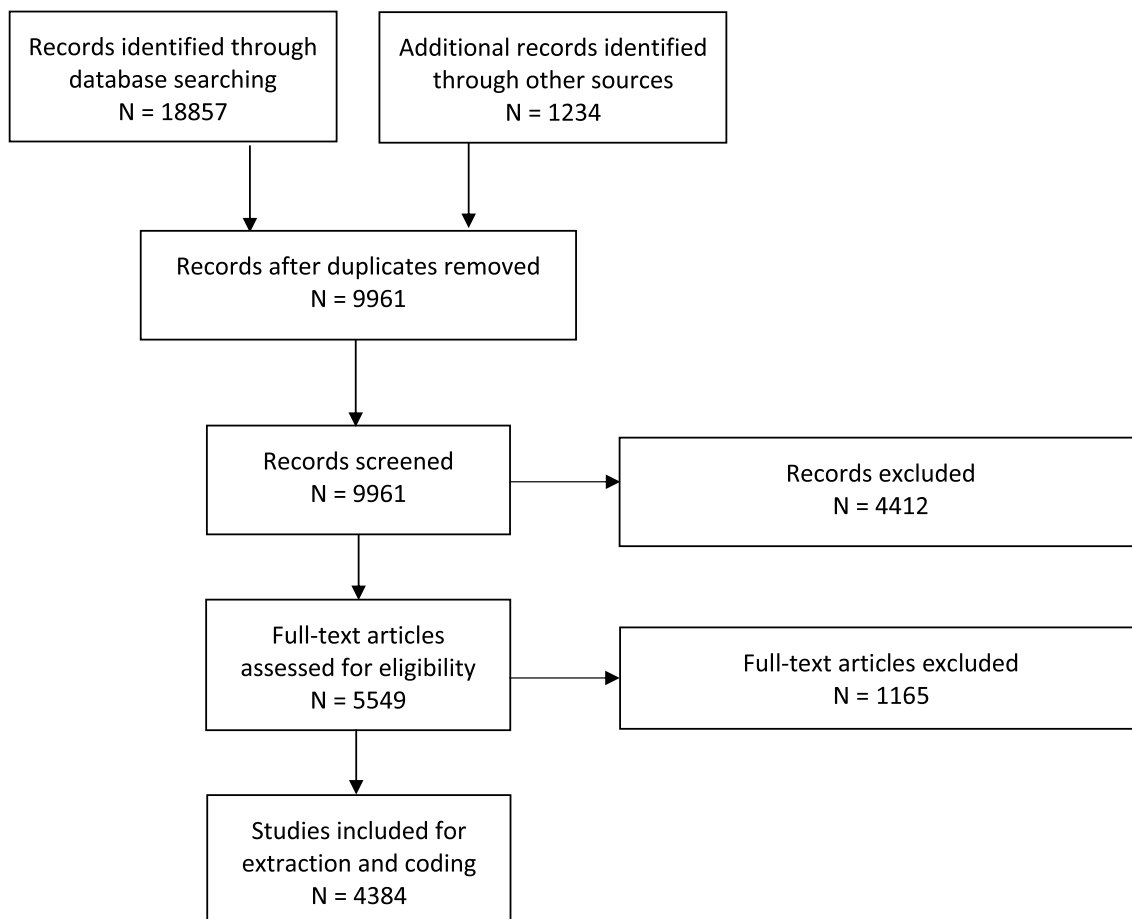 Records identified through
database searching
N = 18857
Additional records identified
through other sources
N = 1234
Records after duplicates removed
N = 9961
Records screened
N = 9961
Records excluded
N = 4412
Full-text articles
assessed for eligibility
N = 5549
Full-text articles excluded
N = 1165
Studies included for
extraction and coding
N = 4384